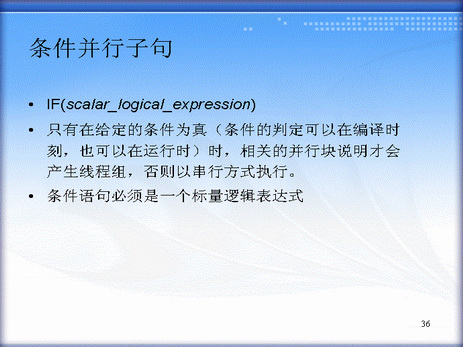 条件并行子句
• IF(scalar_logical_expression)
• 只有在给定的条件为真（条件的判定可以在编译时
刻，也可以在运行时）时，相关的并行块说明才会
产生线程组，否则以串行方式执行。
• 条件语句必须是一个标量逻辑表达式
36